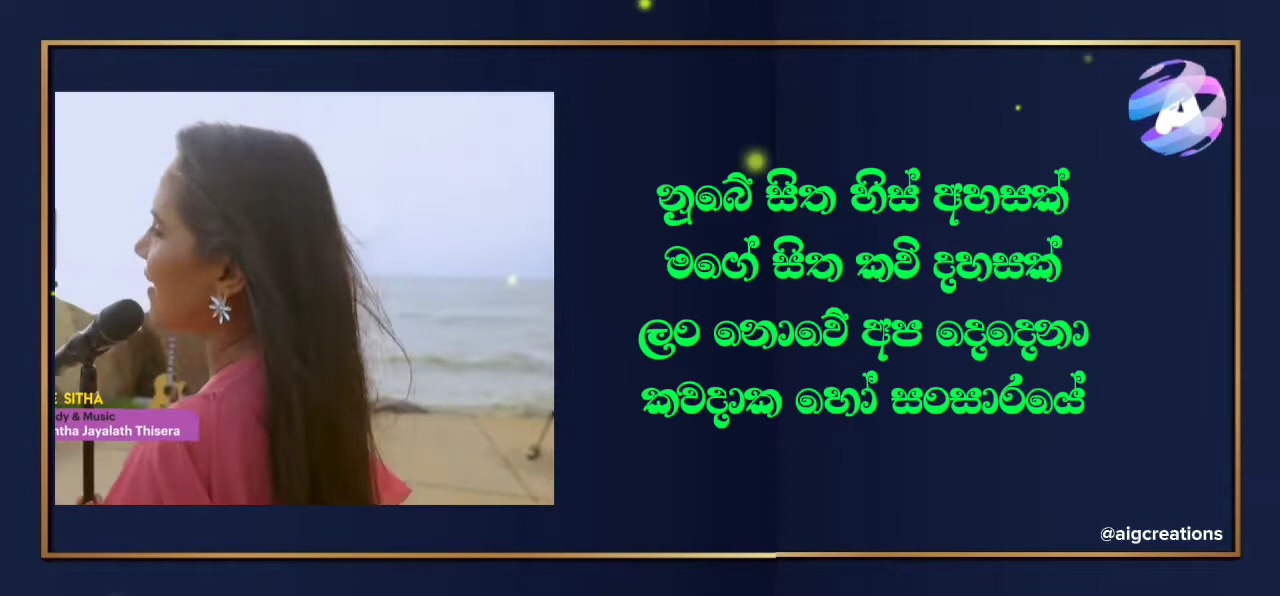 E SITHA
dy & Music
ntha Jayalath Thisera
නුබේ සිත හිස් අහසක්
මගේ සිත කවි දහසක්
ලං නොවේ අප දෙදෙනා
කවදාක හෝ සංසාරයේ
A
@aigcreations